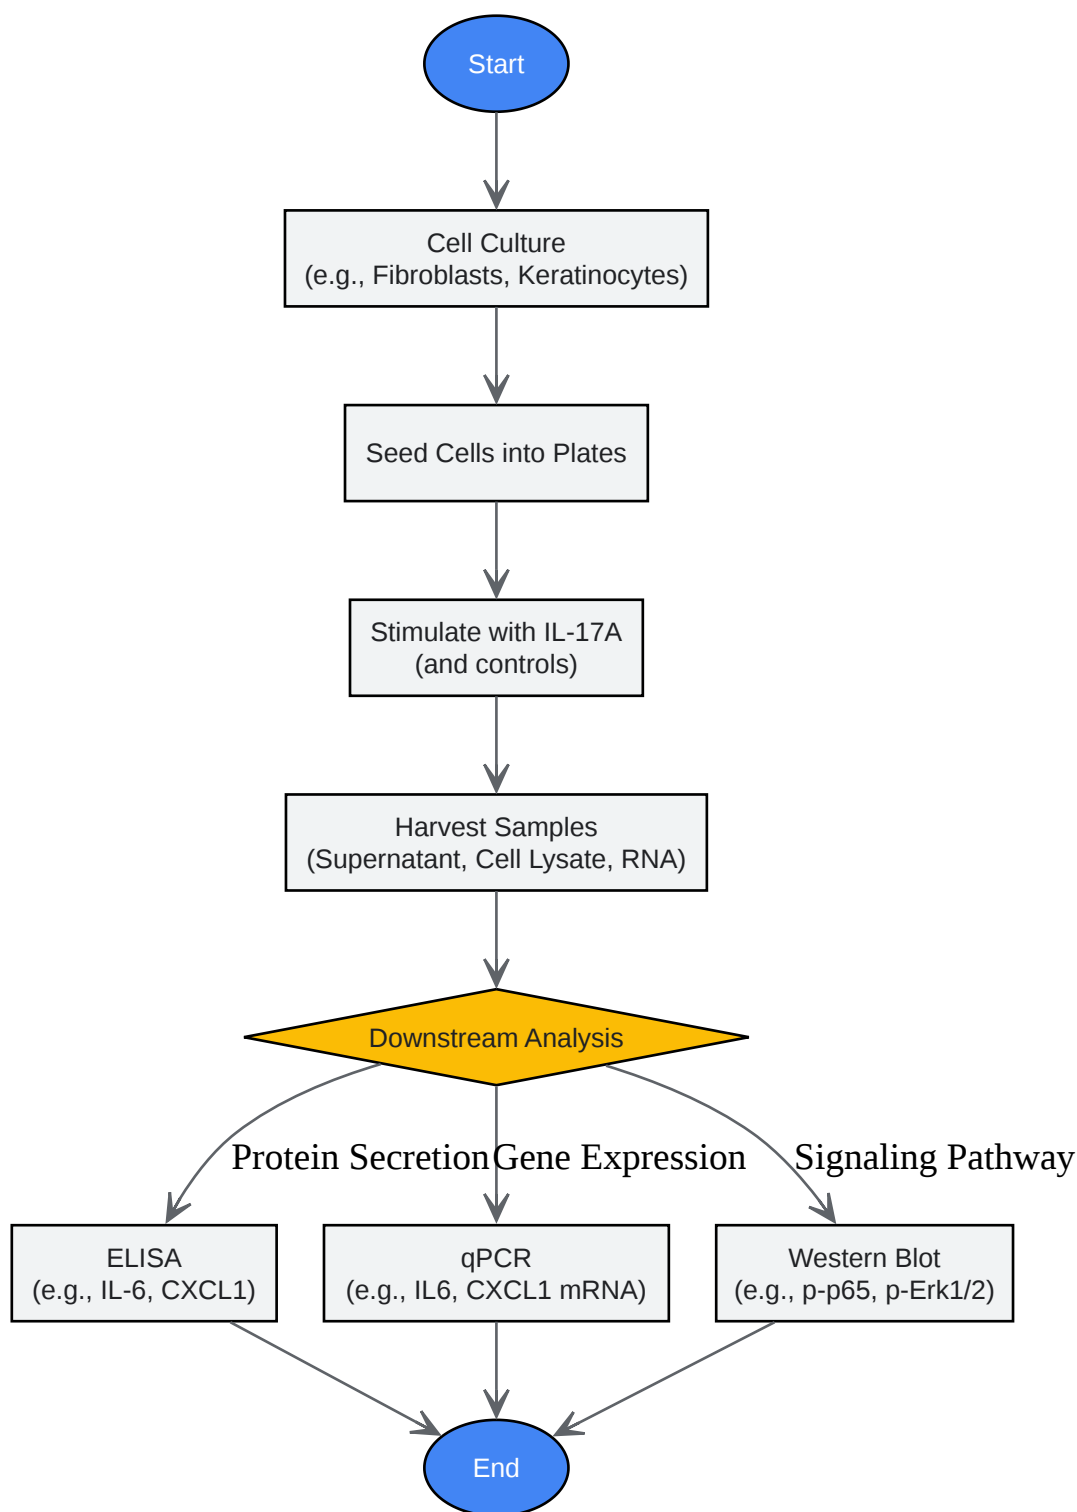 Start
Cell Culture
(e.g., Fibroblasts, Keratinocytes)
Seed Cells into Plates
Stimulate with IL-17A
(and controls)
Harvest Samples
(Supernatant, Cell Lysate, RNA)
Downstream Analysis
Protein Secretion
Gene Expression
Signaling Pathway
ELISA
(e.g., IL-6, CXCL1)
qPCR
(e.g., IL6, CXCL1 mRNA)
Western Blot
(e.g., p-p65, p-Erk1/2)
End